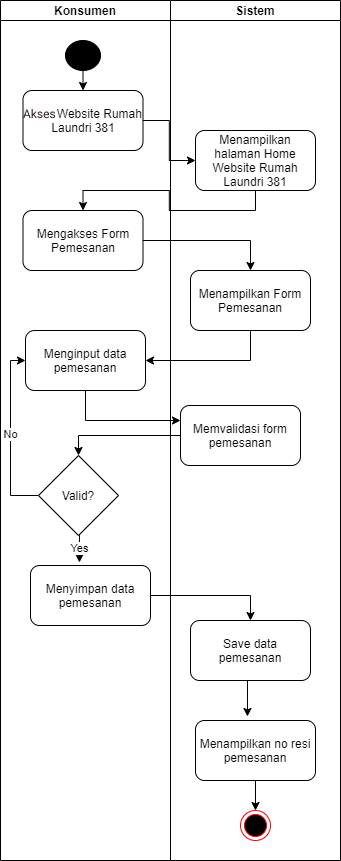 Konsumen
Sistem
Akses Website Rumah
Laundri 381
Menampilkan
halaman Home
Website Rumah
Laundri 381
Mengakses Form
Pemesanan
Menampilkan Form
Pemesanan
Menginput data
pemesanan
No
Memvalidasi form
pemesanan
Valid?
Yes
Menyimpan data
pemesanan
Save data
pemesanan
Menampilkan no resi
pemesanan